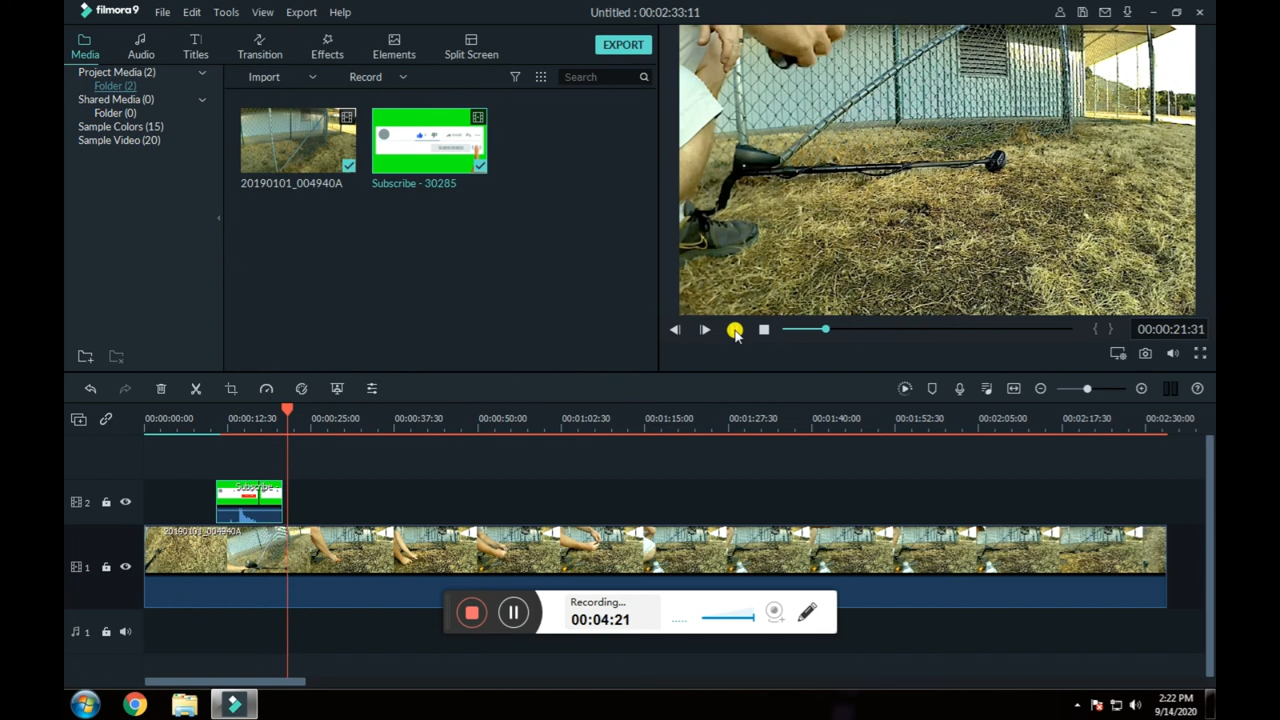 filmora 9
File Edit Tools View Export Help
Untitled : 00:02:33:11
Media Audio Titles Transition Effects Elements Split Screen
EXPORT
Project Media (2)
Folder (2)
Shared Media (0)
Folder (0)
Sample Colors (15)
Sample Video (20)
Import Record Search
20190101_004940A
Subscribe - 30285
{ } 00:00:21:31
00:00:00:00 00:00:12:30 00:00:25:00 00:00:37:30 00:00:50:00 00:01:02:30 00:01:15:00 00:01:27:30 00:01:40:00 00:01:52:30 00:02:05:00 00:02:17:30 00:02:30:00
2
Subscribe -
20190101_004940A
1
1
Recording...
00:04:21
2:22 PM
9/14/2020